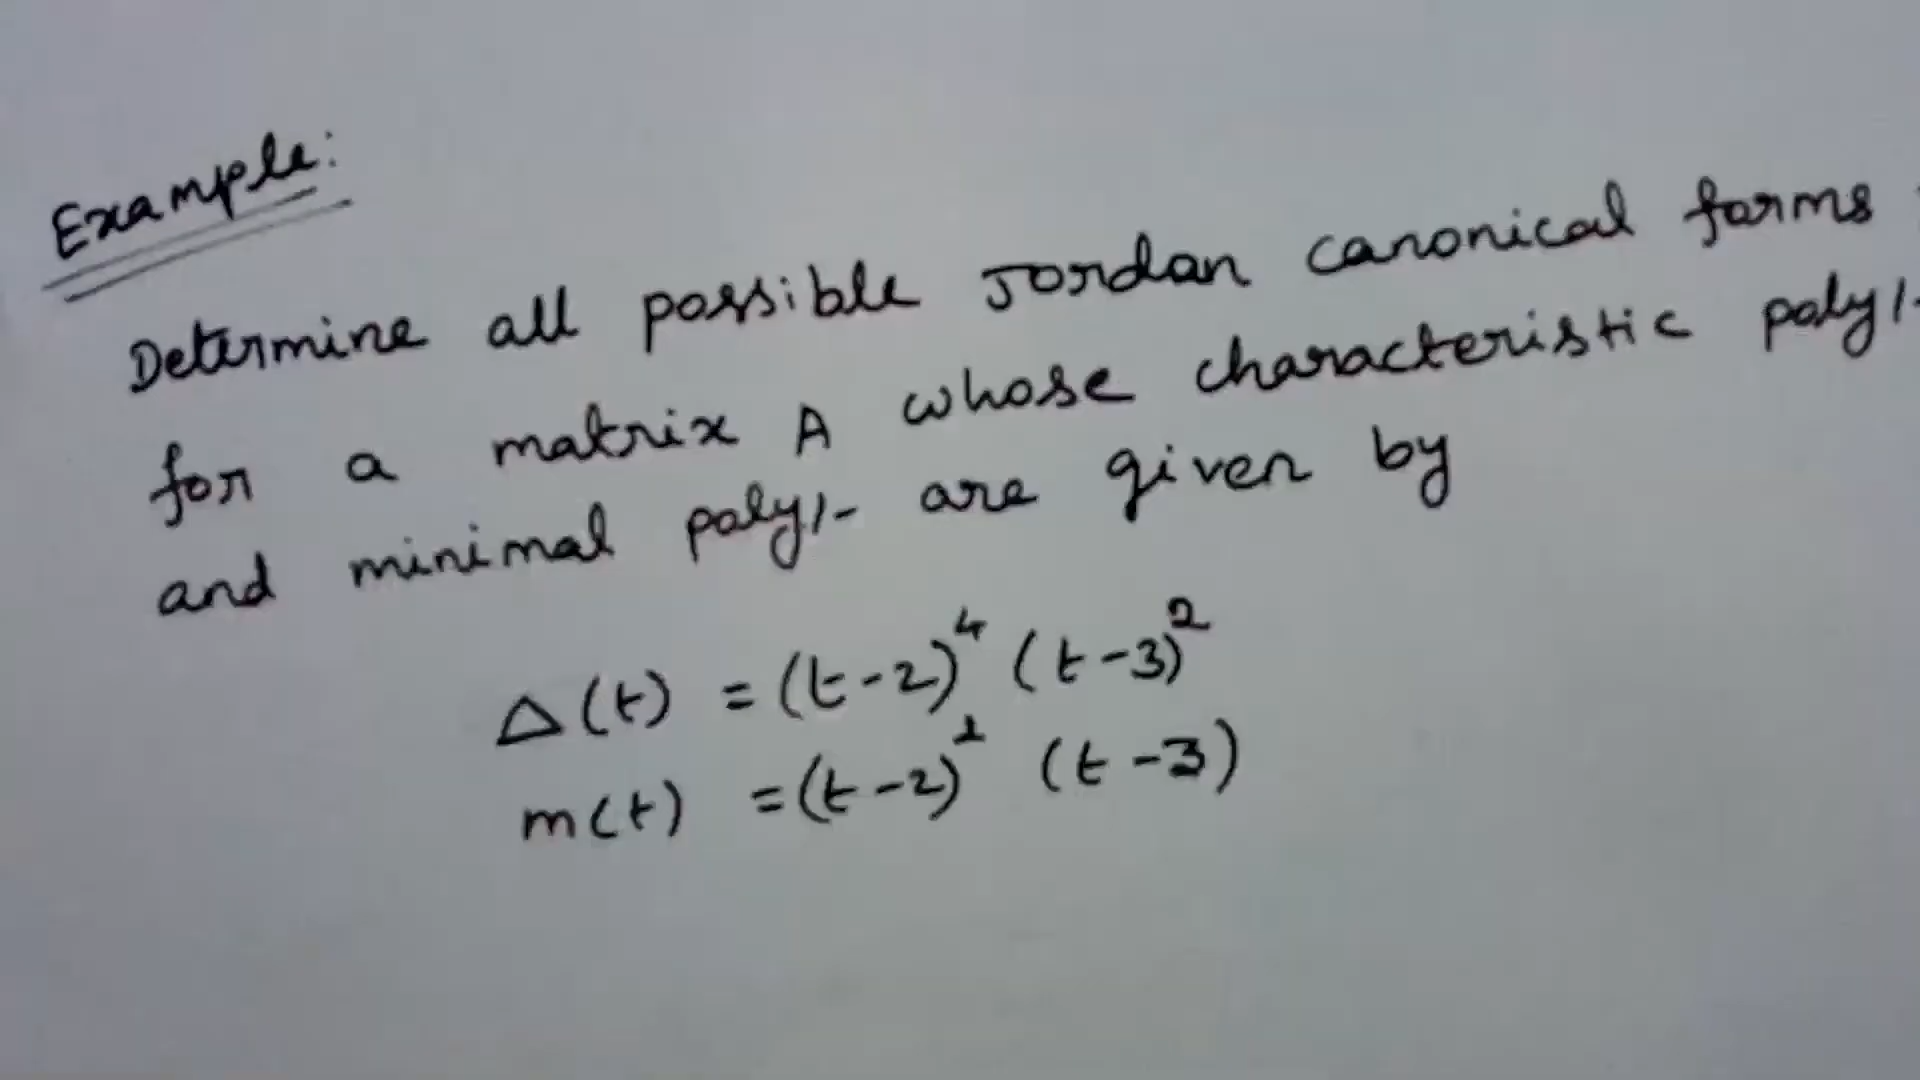 Example:
Determine all possible Jordan canonical forms
for a matrix A whose characteristic poly/-
and minimal poly/- are given by
Δ(t) = (t-2)^4 (t-3)^2
m(t) = (t-2)^2 (t-3)